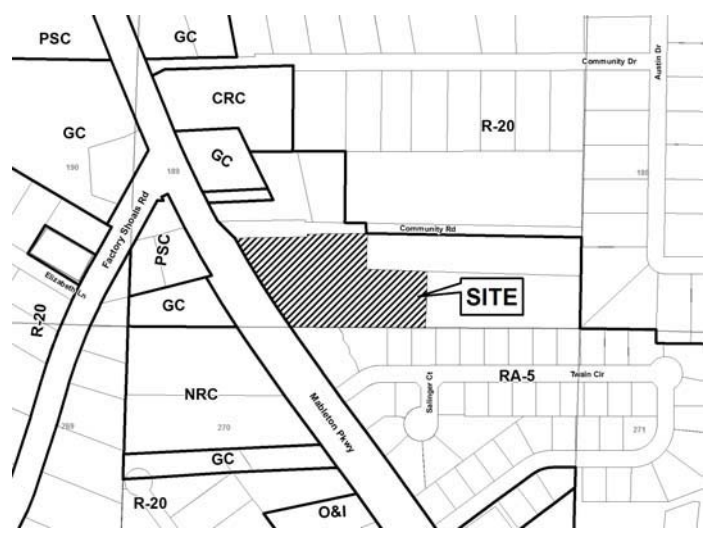 PSC
GC
Community Dr
Austin Dr
CRC
R-20
GC
GC
190
188
Factory Shoals Rd
Community Rd
PSC
Elizabeth Ln
SITE
GC
R-20
RA-5
Twain Cir
Salinger Ct
NRC
Mableton Pkwy
270
271
GC
R-20
O&I